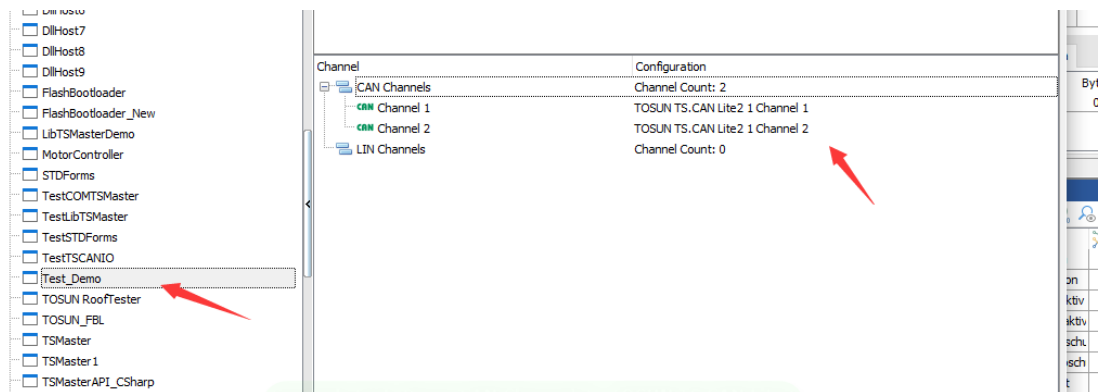 DllHost7
DllHost8
DllHost9
FlashBootloader
FlashBootloader_New
LibTSMasterDemo
MotorController
STDForms
TestCOMTSMaster
TestLibTSMaster
TestSTDForms
TestTSCANIO
Test_Demo
TOSUN RoofTester
TOSUN_FBL
TSMaster
TSMaster1
TSMasterAPI_CSharp
Channel Configuration
CAN Channels Channel Count: 2
CAN Channel 1 TOSUN TS.CAN Lite2 1 Channel 1
CAN Channel 2 TOSUN TS.CAN Lite2 1 Channel 2
LIN Channels Channel Count: 0